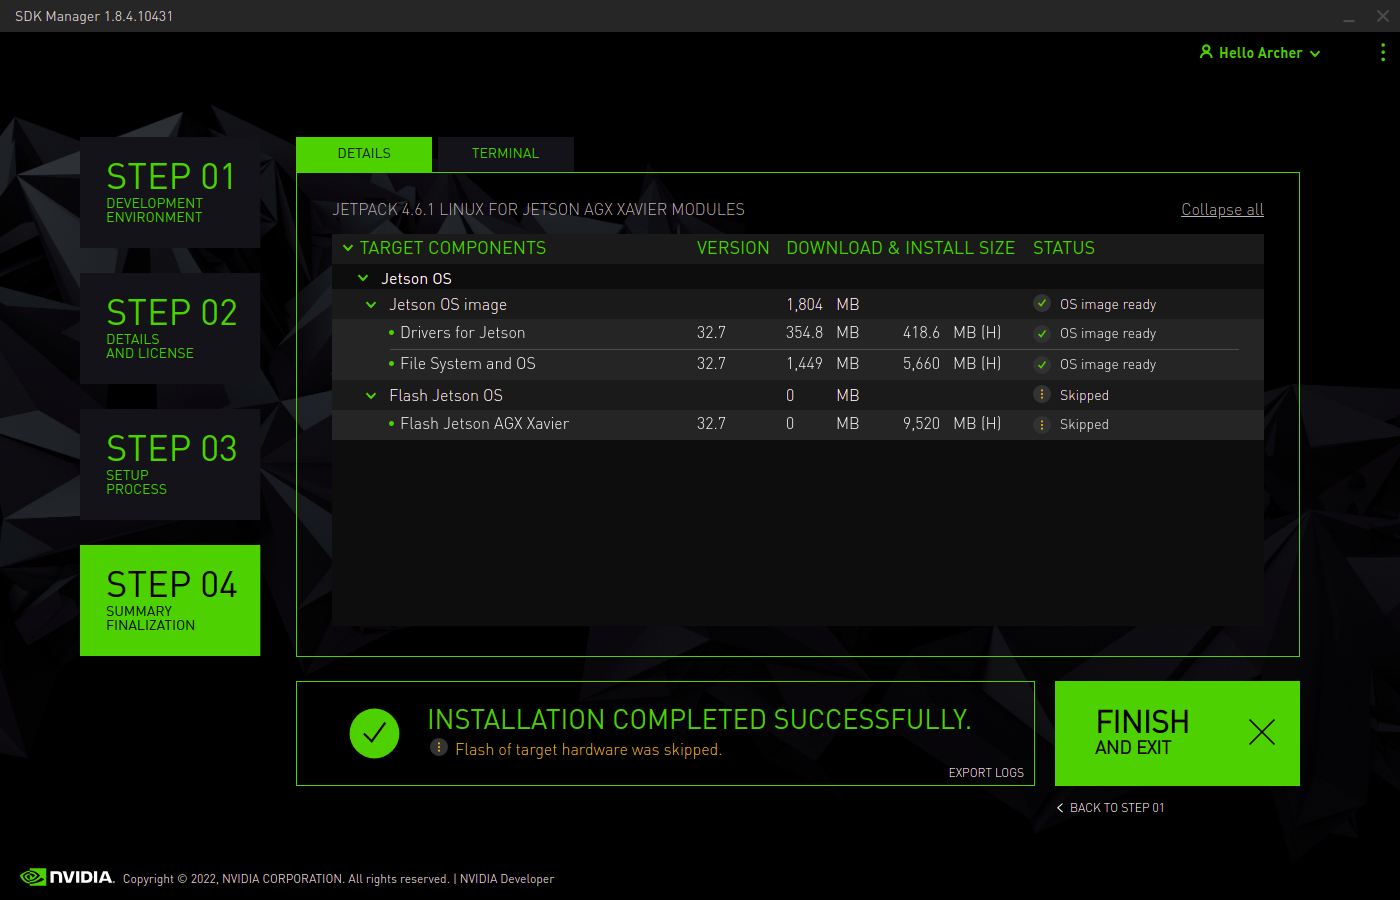 SDK Manager 1.8.4.10431
Hello Archer
STEP 01
DEVELOPMENT
ENVIRONMENT
STEP 02
DETAILS
AND LICENSE
STEP 03
SETUP
PROCESS
STEP 04
SUMMARY
FINALIZATION
DETAILS TERMINAL
JETPACK 4.6.1 LINUX FOR JETSON AGX XAVIER MODULES Collapse all
TARGET COMPONENTS VERSION DOWNLOAD & INSTALL SIZE STATUS
Jetson OS
Jetson OS image 1,804 MB OS image ready
Drivers for Jetson 32.7 354.8 MB 418.6 MB (H) OS image ready
File System and OS 32.7 1,449 MB 5,660 MB (H) OS image ready
Flash Jetson OS 0 MB Skipped
Flash Jetson AGX Xavier 32.7 0 MB 9,520 MB (H) Skipped
INSTALLATION COMPLETED SUCCESSFULLY.
Flash of target hardware was skipped.
EXPORT LOGS
FINISH
AND EXIT
BACK TO STEP 01
NVIDIA. Copyright © 2022, NVIDIA CORPORATION. All rights reserved. | NVIDIA Developer